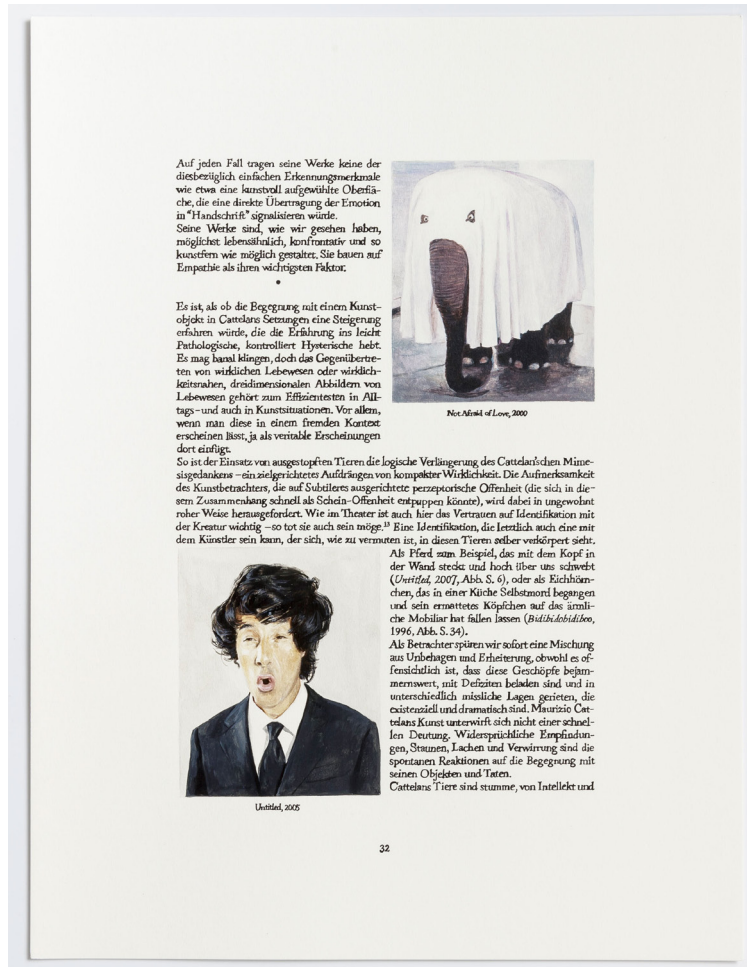 Auf jeden Fall tragen seine Werke keine der
diesbezüglich einfachen Erkennungsmerkmale
wie etwa eine kunstvoll aufgewühlte Oberflä-
che, die eine direkte Übertragung der Emotion
in "Handschrift" signalisieren würde.
Seine Werke sind, wie wir gesehen haben,
möglichst lebensähnlich, konfrontativ und so
kunstfern wie möglich gestaltet. Sie bauen auf
Empathie als ihren wichtigsten Faktor.
•
Es ist, als ob die Begegnung mit einem Kunst-
objekt in Cattelans Setzungen eine Steigerung
erfahren würde, die die Erfahrung ins leicht
Pathologische, kontrolliert Hysterische hebt.
Es mag banal klingen, doch das Gegenübertre-
ten von wirklichen Lebewesen oder wirklich-
keitsnahen, dreidimensionalen Abbildern von
Lebewesen gehört zum Effizientesten in All-
tags – und auch in Kunstsituationen. Vor allem,
wenn man diese in einem fremden Kontext
erscheinen lässt, ja als veritable Erscheinungen
dort einfügt.
Not Afraid of Love, 2000
So ist der Einsatz von ausgestopften Tieren die logische Verlängerung des Cattelan'schen Mime-
sisgedankens – ein zielgerichtetes Aufdrängen von kompakter Wirklichkeit. Die Aufmerksamkeit
des Kunstbetrachters, die auf Subtileres ausgerichtete perzeptorische Offenheit (die sich in die-
sem Zusammenhang schnell als Schein-Offenheit entpuppen könnte), wird dabei in ungewohnt
roher Weise herausgefordert. Wie im Theater ist auch hier das Vertrauen auf Identifikation mit
der Kreatur wichtig – so tot sie auch sein möge.¹³ Eine Identifikation, die letztlich auch eine mit
dem Künstler sein kann, der sich, wie zu vermuten ist, in diesen Tieren selber verkörpert sieht.
Als Pferd zum Beispiel, das mit dem Kopf in
der Wand steckt und hoch über uns schwebt
(Untitled, 2007, Abb. S. 6), oder als Eichhörn-
chen, das in einer Küche Selbstmord begangen
und sein ermattetes Köpfchen auf das ärmli-
che Mobiliar hat fallen lassen (Bidibidobidiboo,
1996, Abb. S. 34).
Als Betrachter spüren wir sofort eine Mischung
aus Unbehagen und Erheiterung, obwohl es of-
fensichtlich ist, dass diese Geschöpfe bejam-
mernswert, mit Defiziten beladen sind und in
unterschiedlich missliche Lagen gerieten, die
existenziell und dramatisch sind. Maurizio Cat-
telans Kunst unterwirft sich nicht einer schnel-
len Deutung. Widersprüchliche Empfindun-
gen, Staunen, Lachen und Verwirrung sind die
spontanen Reaktionen auf die Begegnung mit
seinen Objekten und Taten.
Cattelans Tiere sind stumme, von Intellekt und
Untitled, 2005
32